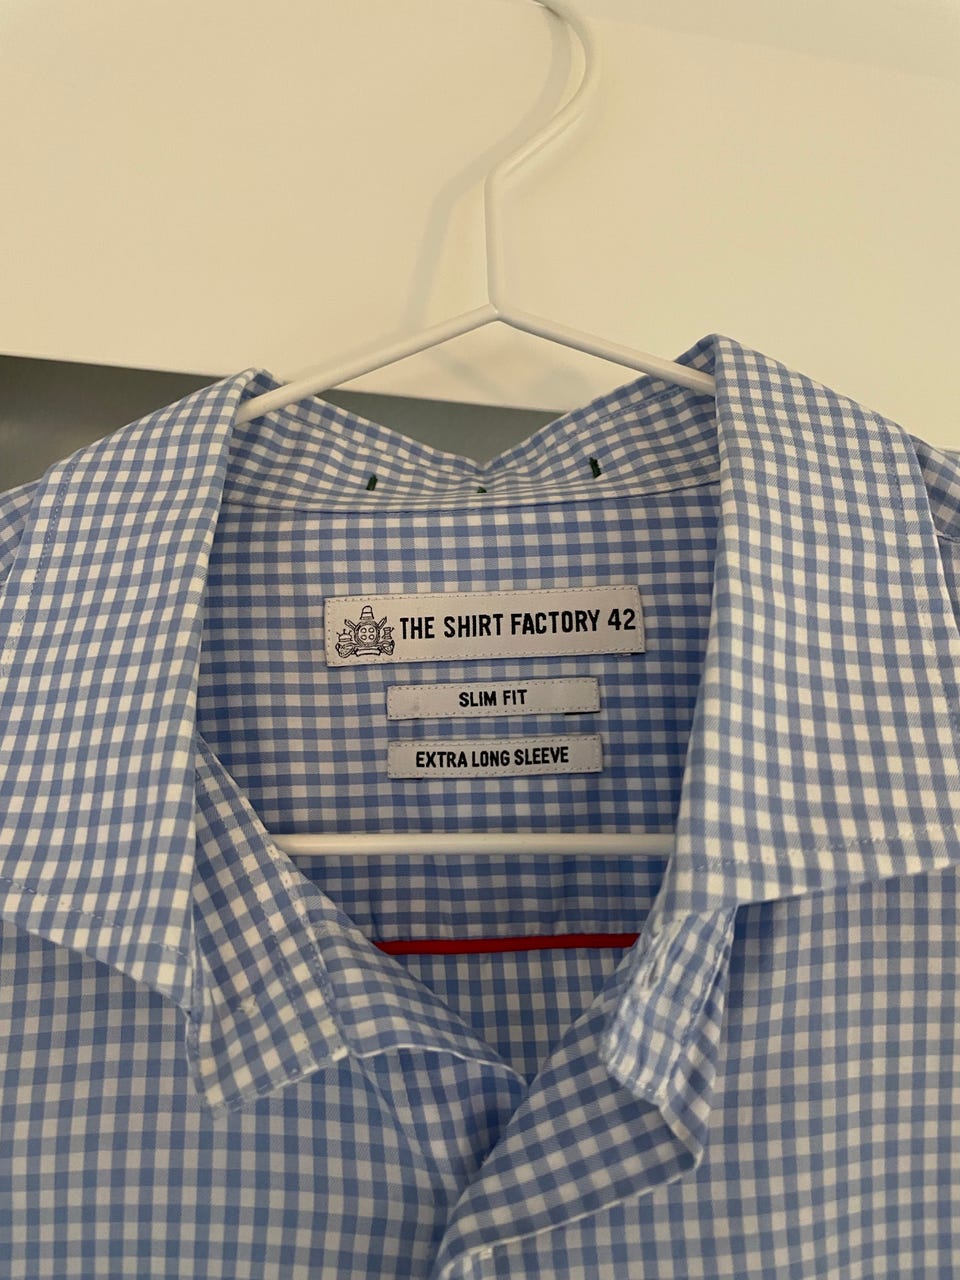 THE SHIRT FACTORY 42
SLIM FIT
EXTRA LONG SLEEVE